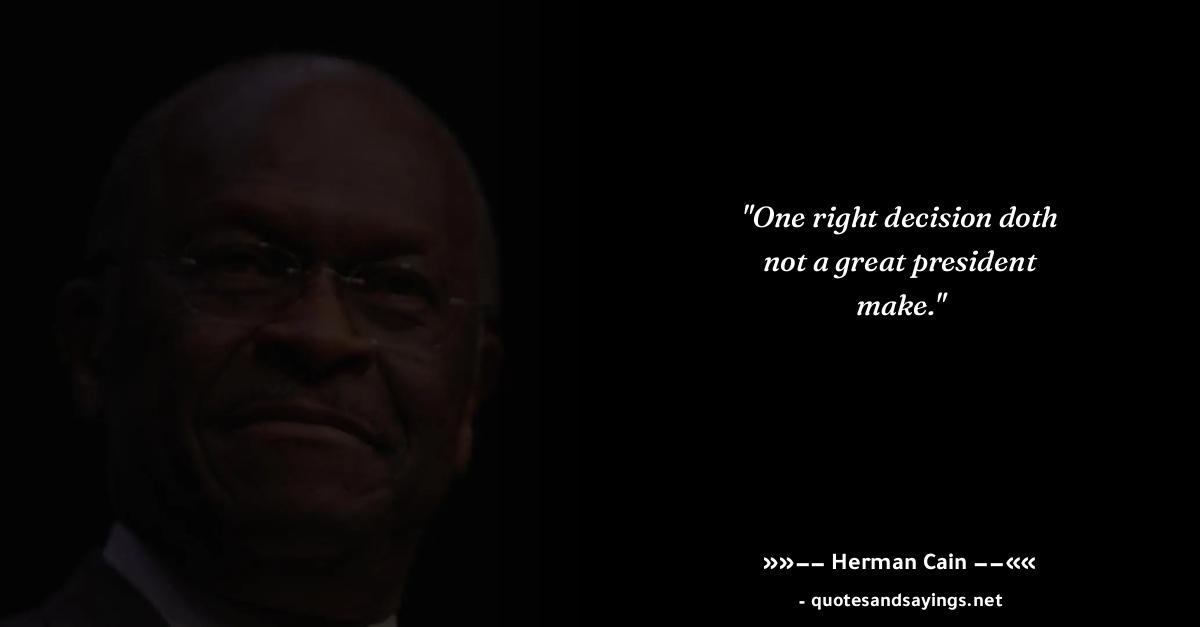 "One right decision doth
not a great president
make."
»»−− Herman Cain −−««
- quotesandsayings.net